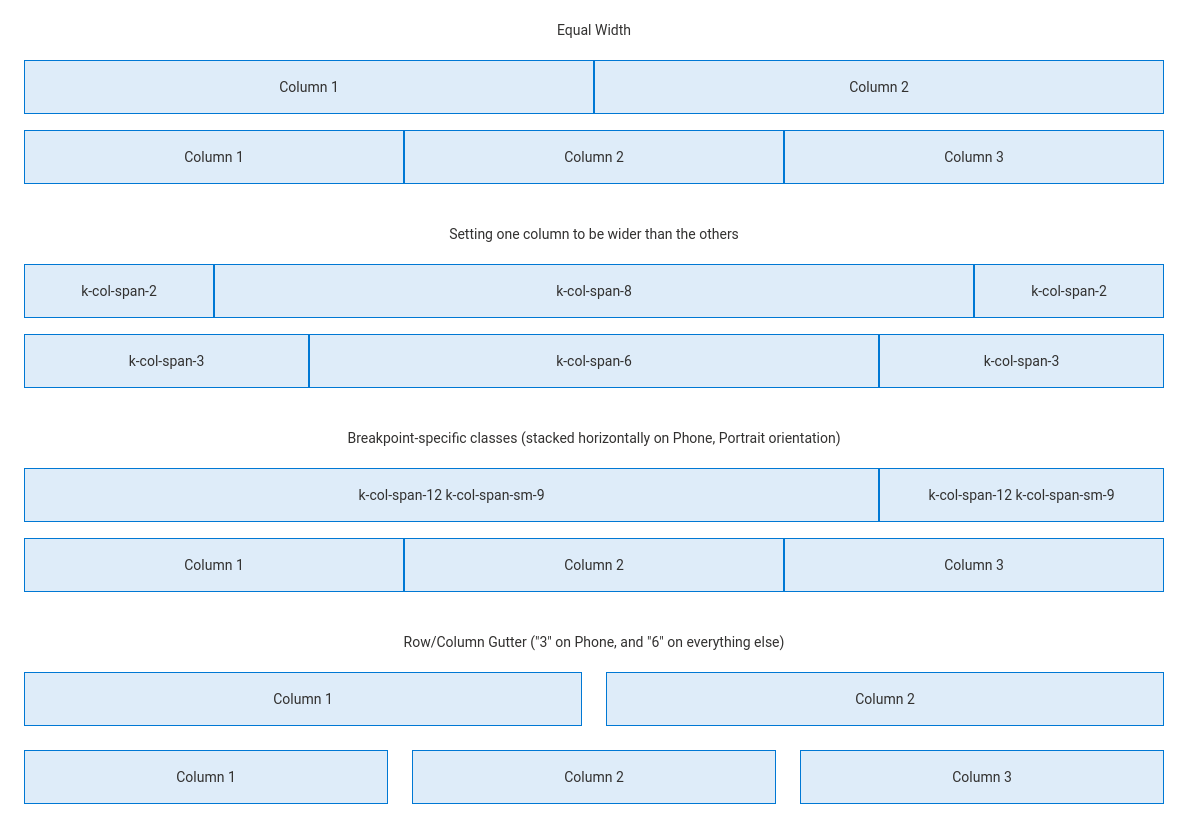 Equal Width
Column 1 Column 2
Column 1 Column 2 Column 3
Setting one column to be wider than the others
k-col-span-2 k-col-span-8 k-col-span-2
k-col-span-3 k-col-span-6 k-col-span-3
Breakpoint-specific classes (stacked horizontally on Phone, Portrait orientation)
k-col-span-12 k-col-span-sm-9 k-col-span-12 k-col-span-sm-9
Column 1 Column 2 Column 3
Row/Column Gutter ("3" on Phone, and "6" on everything else)
Column 1 Column 2
Column 1 Column 2 Column 3